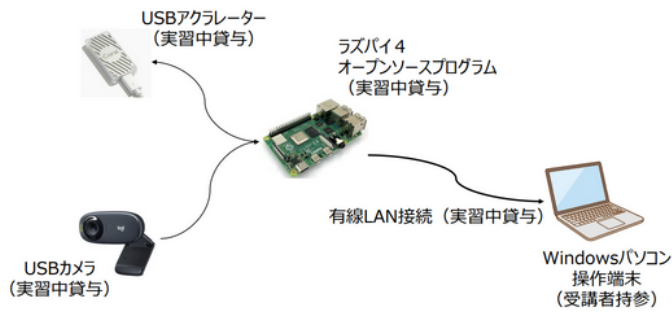 USBアクラレーター
(実習中貸与)
ラズパイ４
オープンソースプログラム
(実習中貸与)
有線LAN接続 (実習中貸与)
USBカメラ
(実習中貸与)
Windowsパソコン
操作端末
(受講者持参)